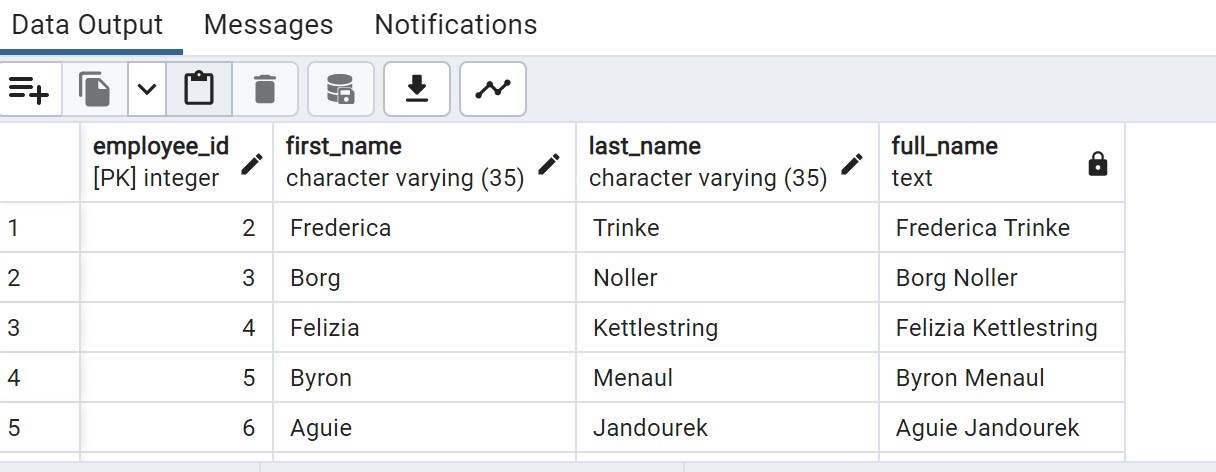 Data Output Messages Notifications
employee_id first_name last_name full_name
[PK] integer character varying (35) character varying (35) text
1 2 Frederica Trinke Frederica Trinke
2 3 Borg Noller Borg Noller
3 4 Felizia Kettlestring Felizia Kettlestring
4 5 Byron Menaul Byron Menaul
5 6 Aguie Jandourek Aguie Jandourek